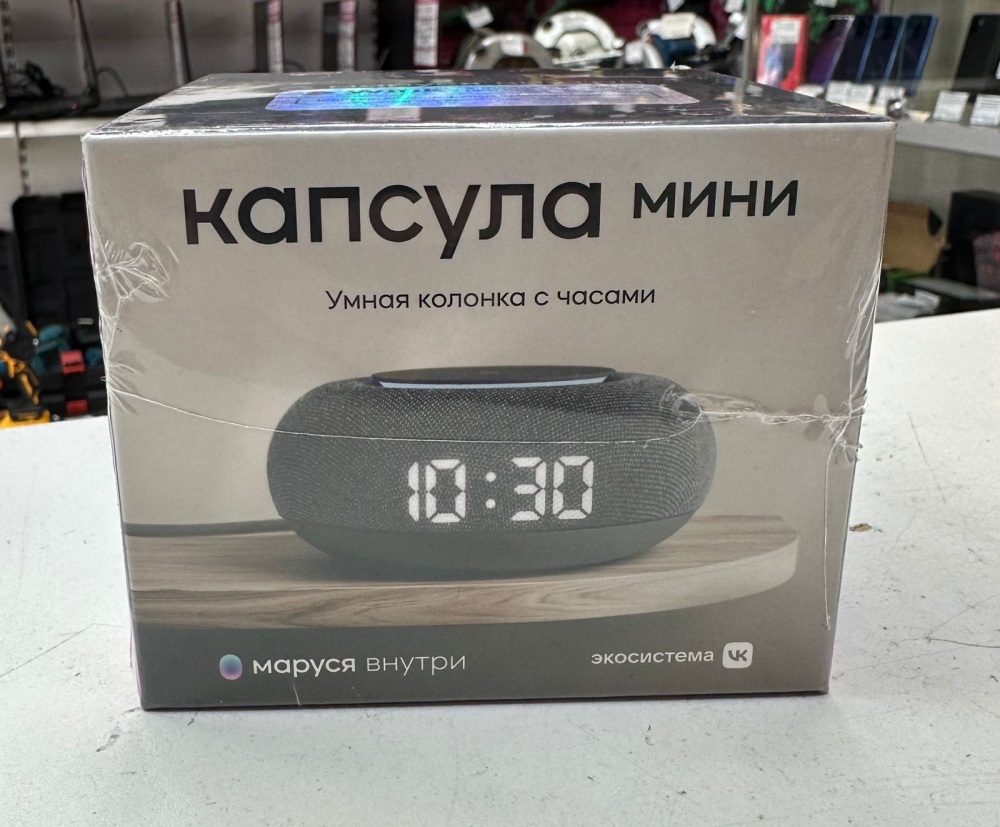 капсула мини
Умная колонка с часами
10:30
маруся внутри
экосистема VK